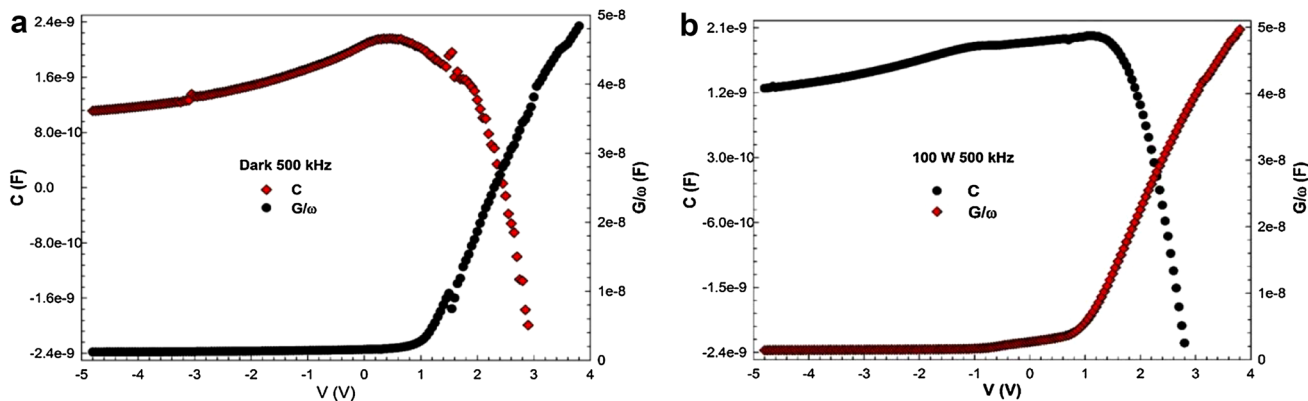 a
2.4e-9
1.6e-9
8.0e-10
0.0
-8.0e-10
-1.6e-9
-2.4e-9
C (F)
5e-8
4e-8
3e-8
2e-8
1e-8
0
G/ω (F)
Dark 500 kHz
C
G/ω
-5 -4 -3 -2 -1 0 1 2 3 4
V (V)
b
2.1e-9
1.2e-9
3.0e-10
-6.0e-10
-1.5e-9
-2.4e-9
C (F)
5e-8
4e-8
3e-8
2e-8
1e-8
0
G/ω (F)
100 W 500 kHz
C
G/ω
-5 -4 -3 -2 -1 0 1 2 3 4
V (V)